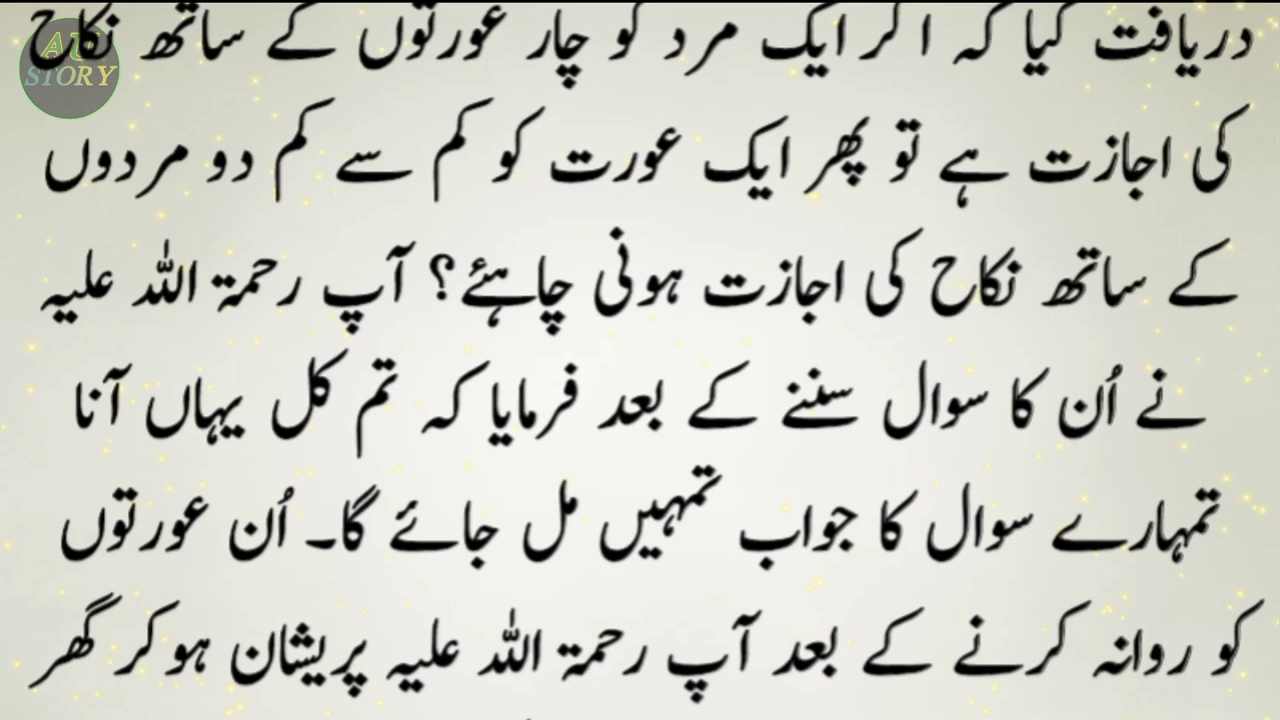 AU
STORY
دریافت کیا کہ اگر ایک مرد کو چار عورتوں کے ساتھ نکاح
کی اجازت ہے تو پھر ایک عورت کو کم سے کم دو مردوں
کے ساتھ نکاح کی اجازت ہونی چاہئے؟ آپ رحمۃ اللہ علیہ
نے اُن کا سوال سننے کے بعد فرمایا کہ تم کل یہاں آنا
تمہارے سوال کا جواب تمہیں مل جائے گا۔ اُن عورتوں
کو روانہ کرنے کے بعد آپ رحمۃ اللہ علیہ پریشان ہوکر گھر